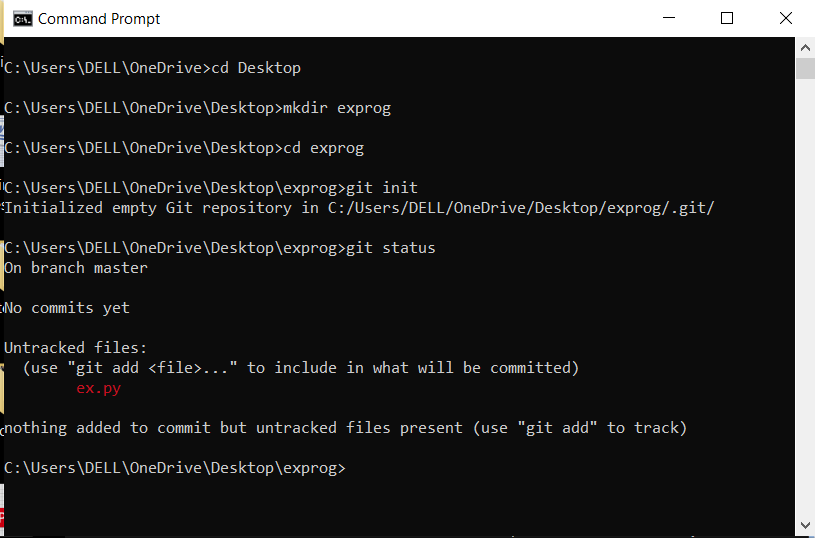 Command Prompt
C:\Users\DELL\OneDrive>cd Desktop
C:\Users\DELL\OneDrive\Desktop>mkdir exprog
C:\Users\DELL\OneDrive\Desktop>cd exprog
C:\Users\DELL\OneDrive\Desktop\exprog>git init
Initialized empty Git repository in C:/Users/DELL/OneDrive/Desktop/exprog/.git/
C:\Users\DELL\OneDrive\Desktop\exprog>git status
On branch master
No commits yet
Untracked files:
  (use "git add <file>..." to include in what will be committed)
        ex.py
nothing added to commit but untracked files present (use "git add" to track)
C:\Users\DELL\OneDrive\Desktop\exprog>